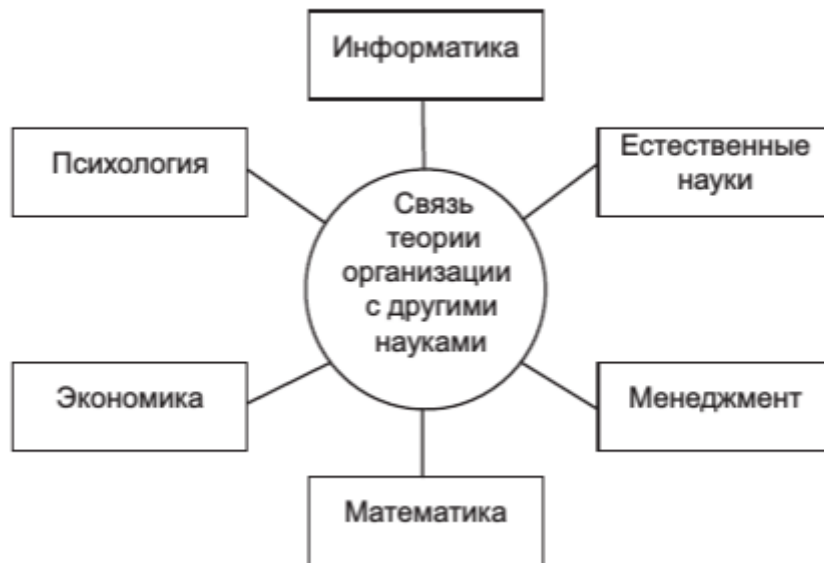 Информатика
Психология
Естественные
науки
Связь
теории
организации
с другими
науками
Экономика
Менеджмент
Математика